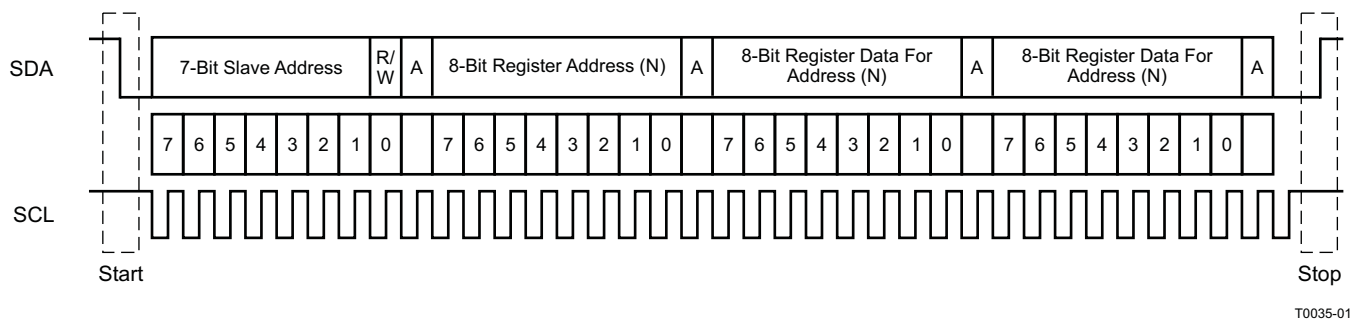 SDA
7-Bit Slave Address
R/
W
A
8-Bit Register Address (N)
A
8-Bit Register Data For
Address (N)
A
8-Bit Register Data For
Address (N)
A
7 6 5 4 3 2 1 0 7 6 5 4 3 2 1 0 7 6 5 4 3 2 1 0 7 6 5 4 3 2 1 0
SCL
Start
Stop
T0035-01